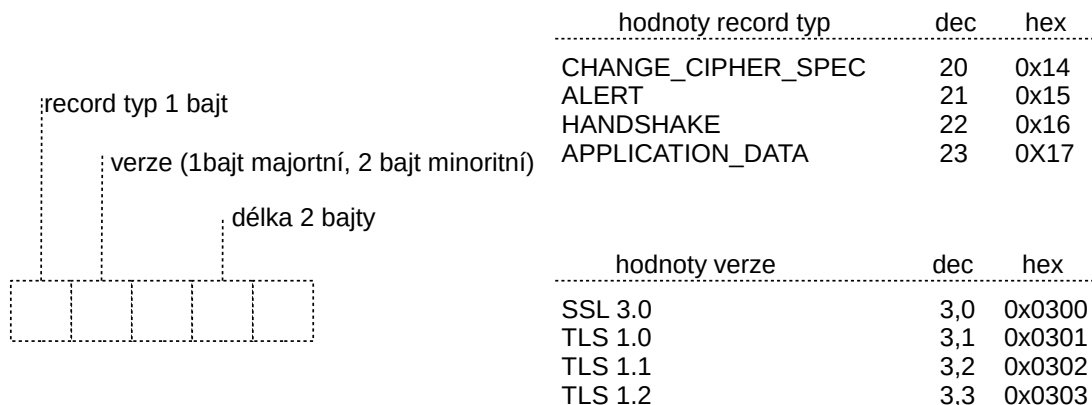 hodnoty record typ dec hex
CHANGE_CIPHER_SPEC 20 0x14
ALERT 21 0x15
HANDSHAKE 22 0x16
APPLICATION_DATA 23 0X17
record typ 1 bajt
verze (1bajt majortní, 2 bajt minoritní)
délka 2 bajty
hodnoty verze dec hex
SSL 3.0 3,0 0x0300
TLS 1.0 3,1 0x0301
TLS 1.1 3,2 0x0302
TLS 1.2 3,3 0x0303